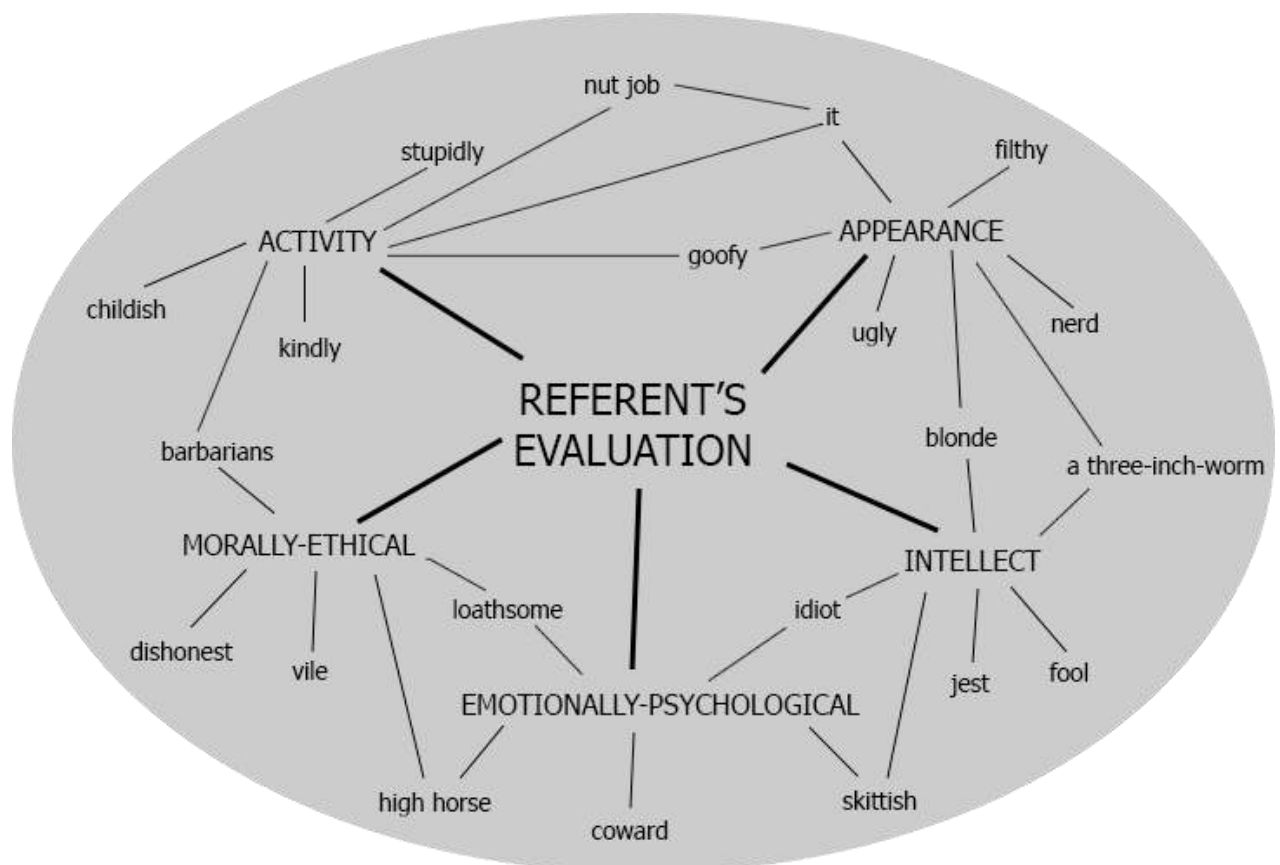 nut job
it
stupidly
filthy
ACTIVITY
APPEARANCE
goofy
childish
kindly
ugly
nerd
REFERENT'S
EVALUATION
barbarians
blonde
a three-inch-worm
MORALLY-ETHICAL
INTELLECT
loathsome
idiot
dishonest
vile
jest
fool
EMOTIONALLY-PSYCHOLOGICAL
high horse
coward
skittish